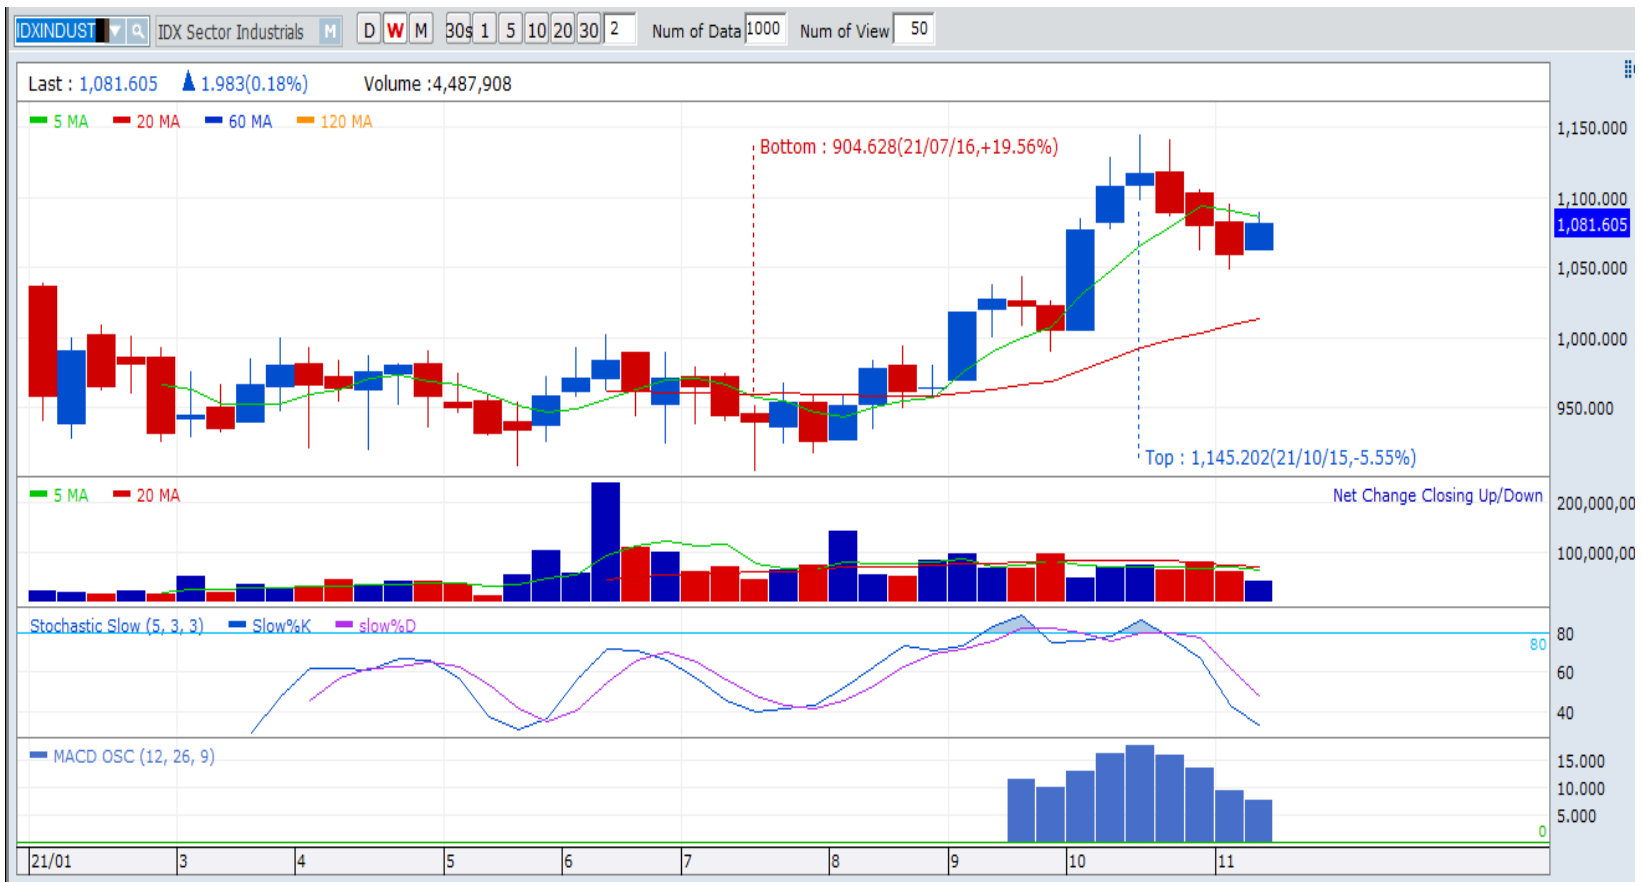 IDXINDUST IDX Sector Industrials M D W M 30s 1 5 10 20 30 2 Num of Data 1000 Num of View 50
Last : 1,081.605 1.983(0.18%) Volume :4,487,908
5 MA 20 MA 60 MA 120 MA
Bottom : 904.628(21/07/16,+19.56%)
1,150.000
1,100.000
1,081.605
1,050.000
1,000.000
950.000
Top : 1,145.202(21/10/15,-5.55%)
5 MA 20 MA Net Change Closing Up/Down
200,000,00
100,000,00
Stochastic Slow (5, 3, 3) Slow%K slow%D
80
80
60
40
MACD OSC (12, 26, 9)
15.000
10.000
5.000
0
21/01 3 4 5 6 7 8 9 10 11